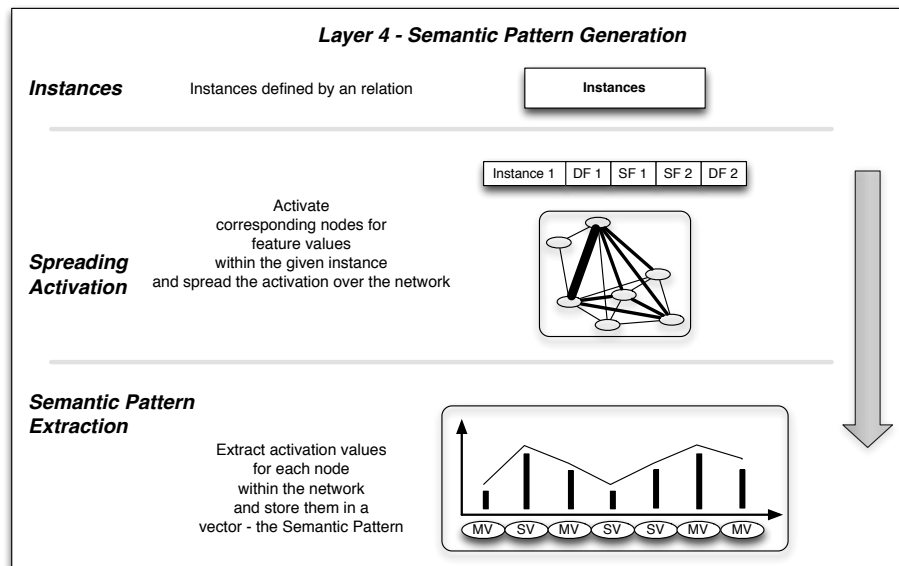 Layer 4 - Semantic Pattern Generation
Instances
Instances defined by an relation
Instances
Instance 1 DF 1 SF 1 SF 2 DF 2
Activate
corresponding nodes for
feature values
within the given instance
and spread the activation over the network
Spreading
Activation
Semantic Pattern
Extraction
Extract activation values
for each node
within the network
and store them in a
vector - the Semantic Pattern
MV SV MV SV SV MV MV